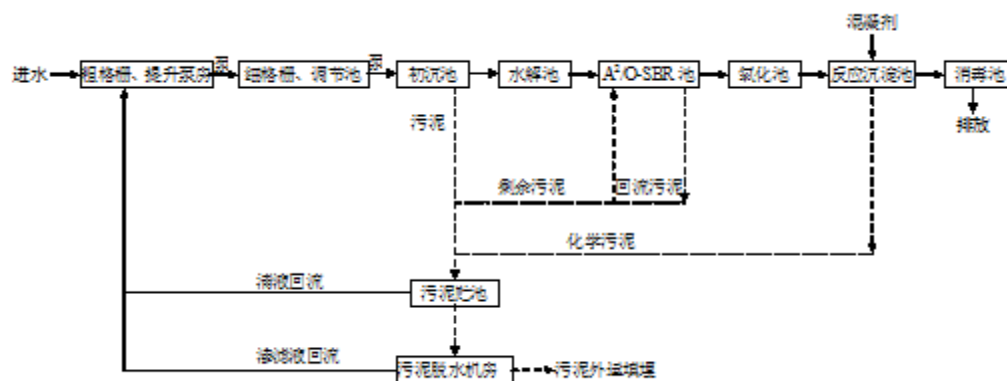 混凝剂
进水
粗格栅、提升泵房
泵
细格栅、调节池
泵
初沉池
水解池
A²/O-SBR 池
氧化池
反应沉淀池
消毒池
污泥
排放
剩余污泥
回流污泥
化学污泥
清液回流
污泥贮池
渗滤液回流
污泥脱水机房
污泥外运填埋